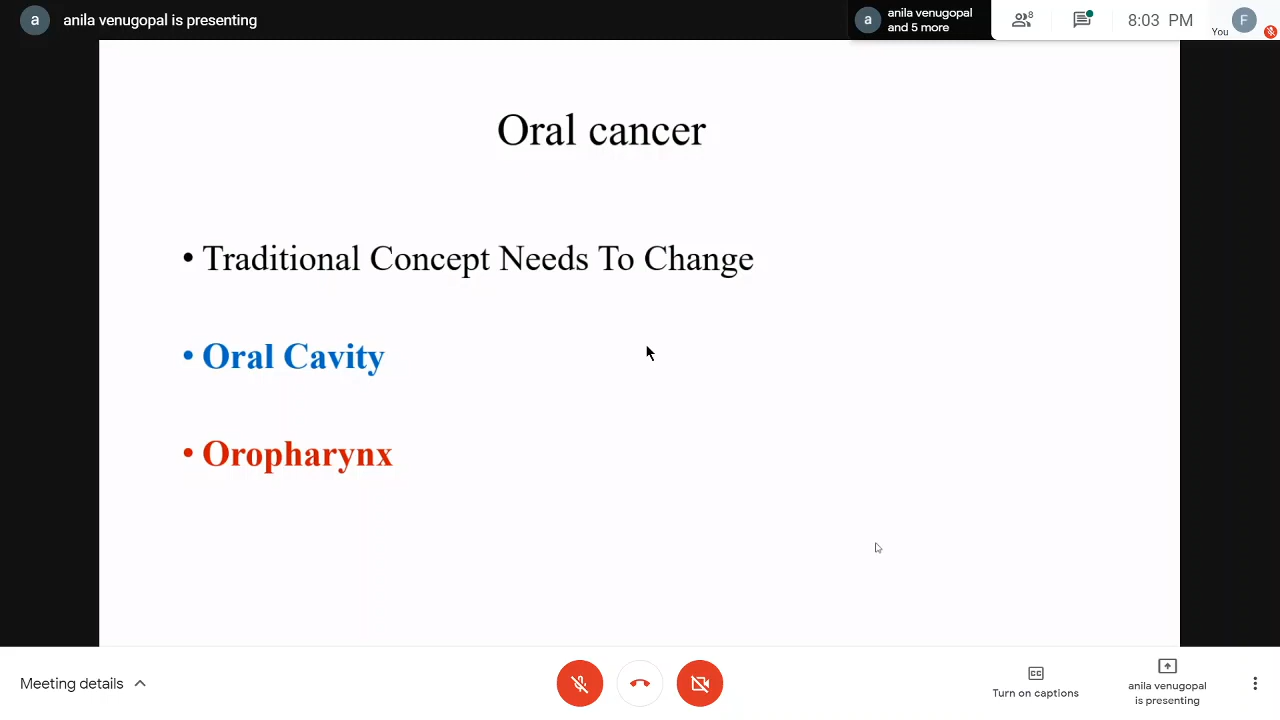 a anila venugopal is presenting
a anila venugopal
and 5 more
8
8:03 PM
You
F
Oral cancer
• Traditional Concept Needs To Change
• Oral Cavity
• Oropharynx
Meeting details
CC
Turn on captions
anila venugopal
is presenting